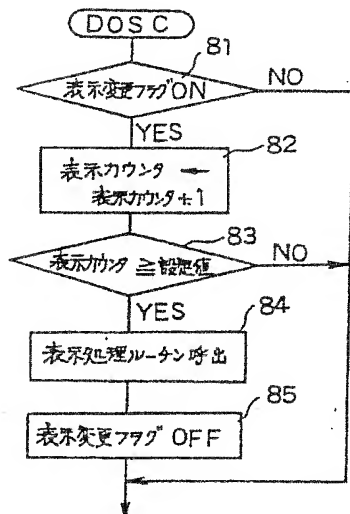 DOSC
81
表示変更フラグON
NO
YES
82
表示カウンタ ←
表示カウンタ+1
83
表示カウンタ ≧設定値
NO
YES
84
表示処理ルーチン呼出
85
表示変更フラグ OFF